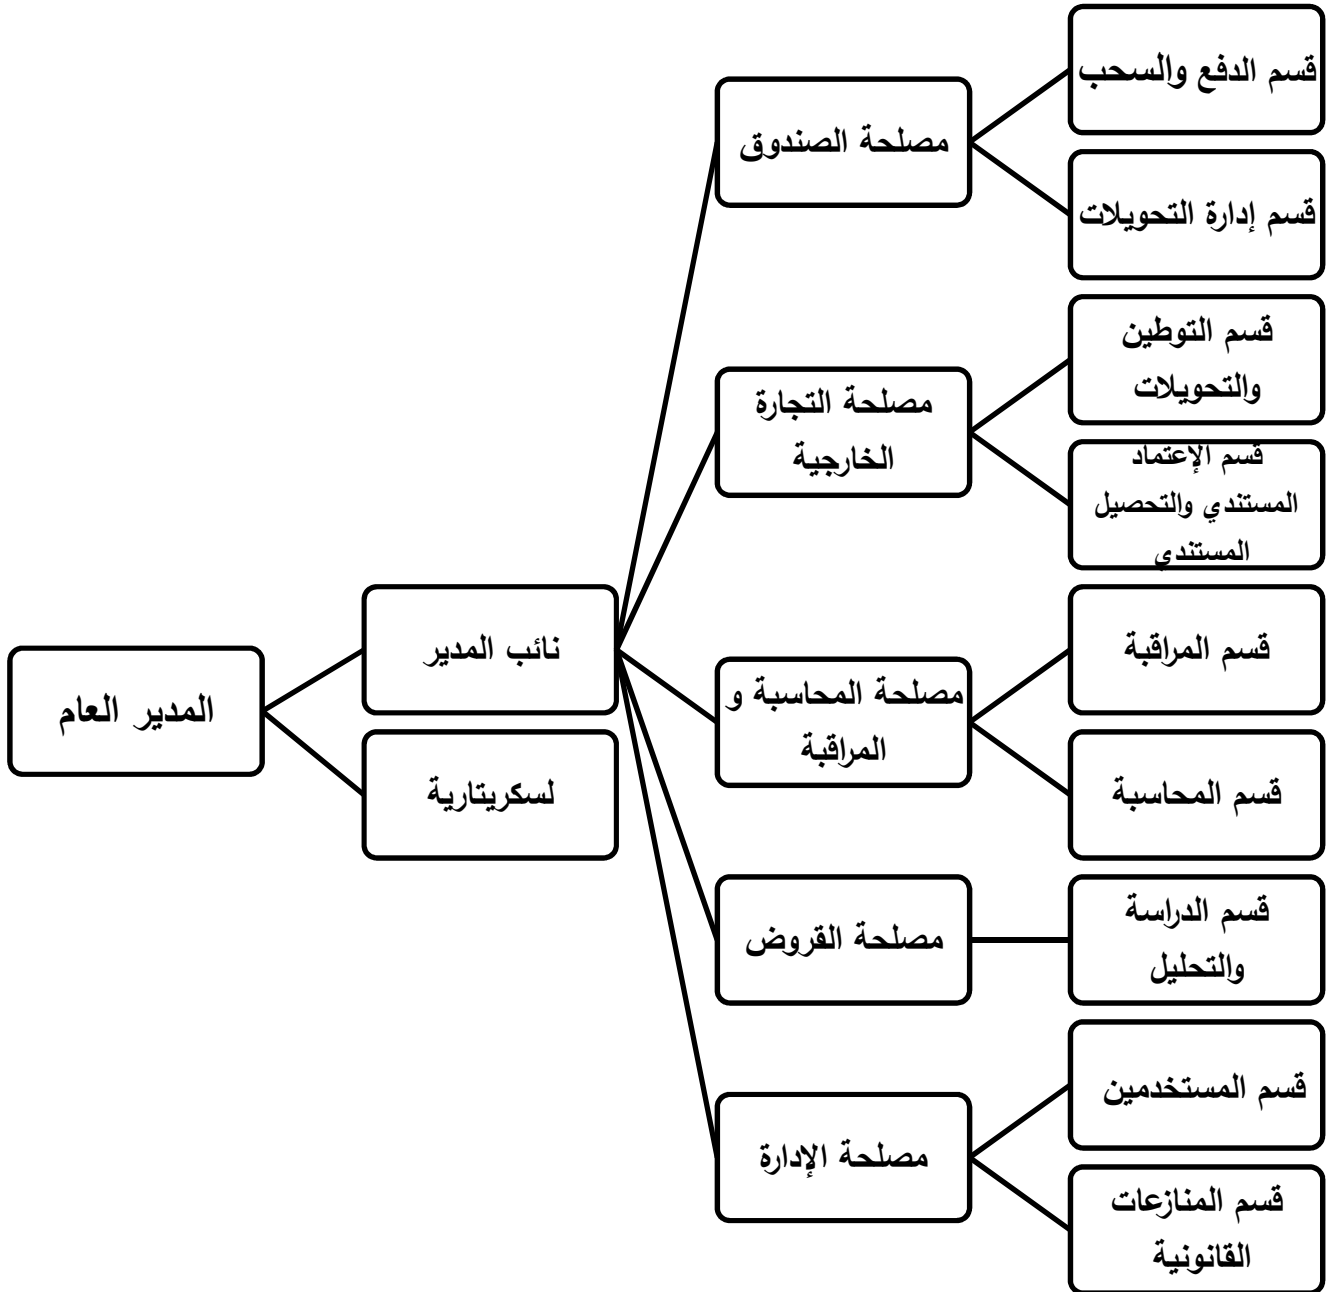 المدير العام
نائب المدير
لسكريتارية
مصلحة الصندوق
قسم الدفع والسحب
قسم إدارة التحويلات
مصلحة التجارة
الخارجية
قسم التوطين
والتحويلات
قسم الإعتماد
المستندي والتحصيل
المستندي
مصلحة المحاسبة و
المراقبة
قسم المراقبة
قسم المحاسبة
مصلحة القروض
قسم الدراسة
والتحليل
مصلحة الإدارة
قسم المستخدمين
قسم المنازعات
القانونية